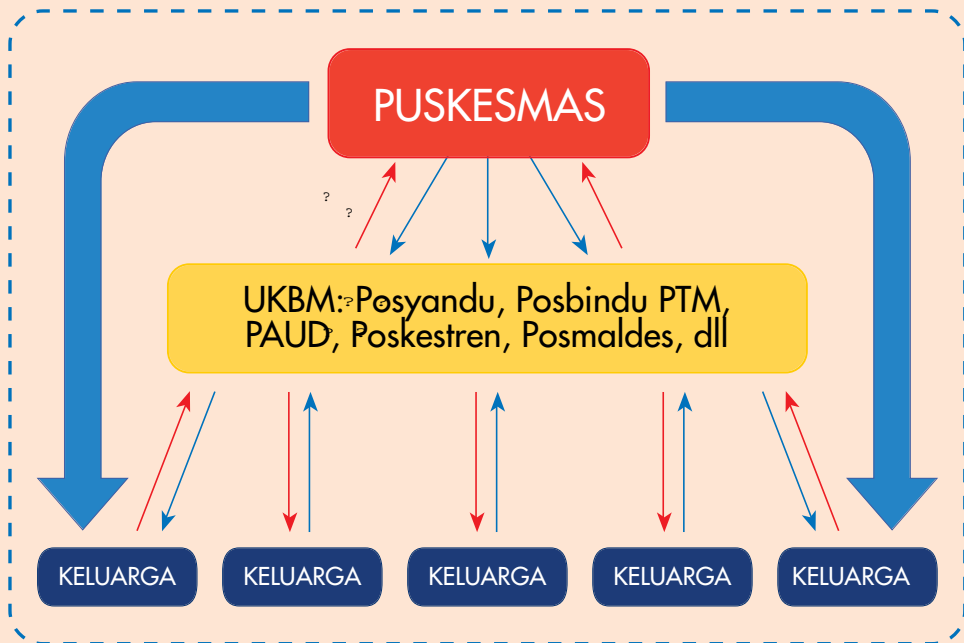 PUSKESMAS
?
?
UKBM: Posyandu, Posbindu PTM,
PAUD, Poskestren, Posmaldes, dll
KELUARGA
KELUARGA
KELUARGA
KELUARGA
KELUARGA